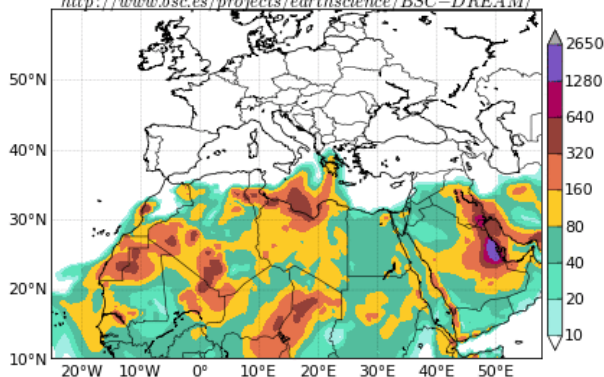 http://www.bsc.es/projects/earthscience/BSC−DREAM/
2650
1280
640
320
160
80
40
20
10
50°N
40°N
30°N
20°N
10°N
20°W 10°W 0° 10°E 20°E 30°E 40°E 50°E